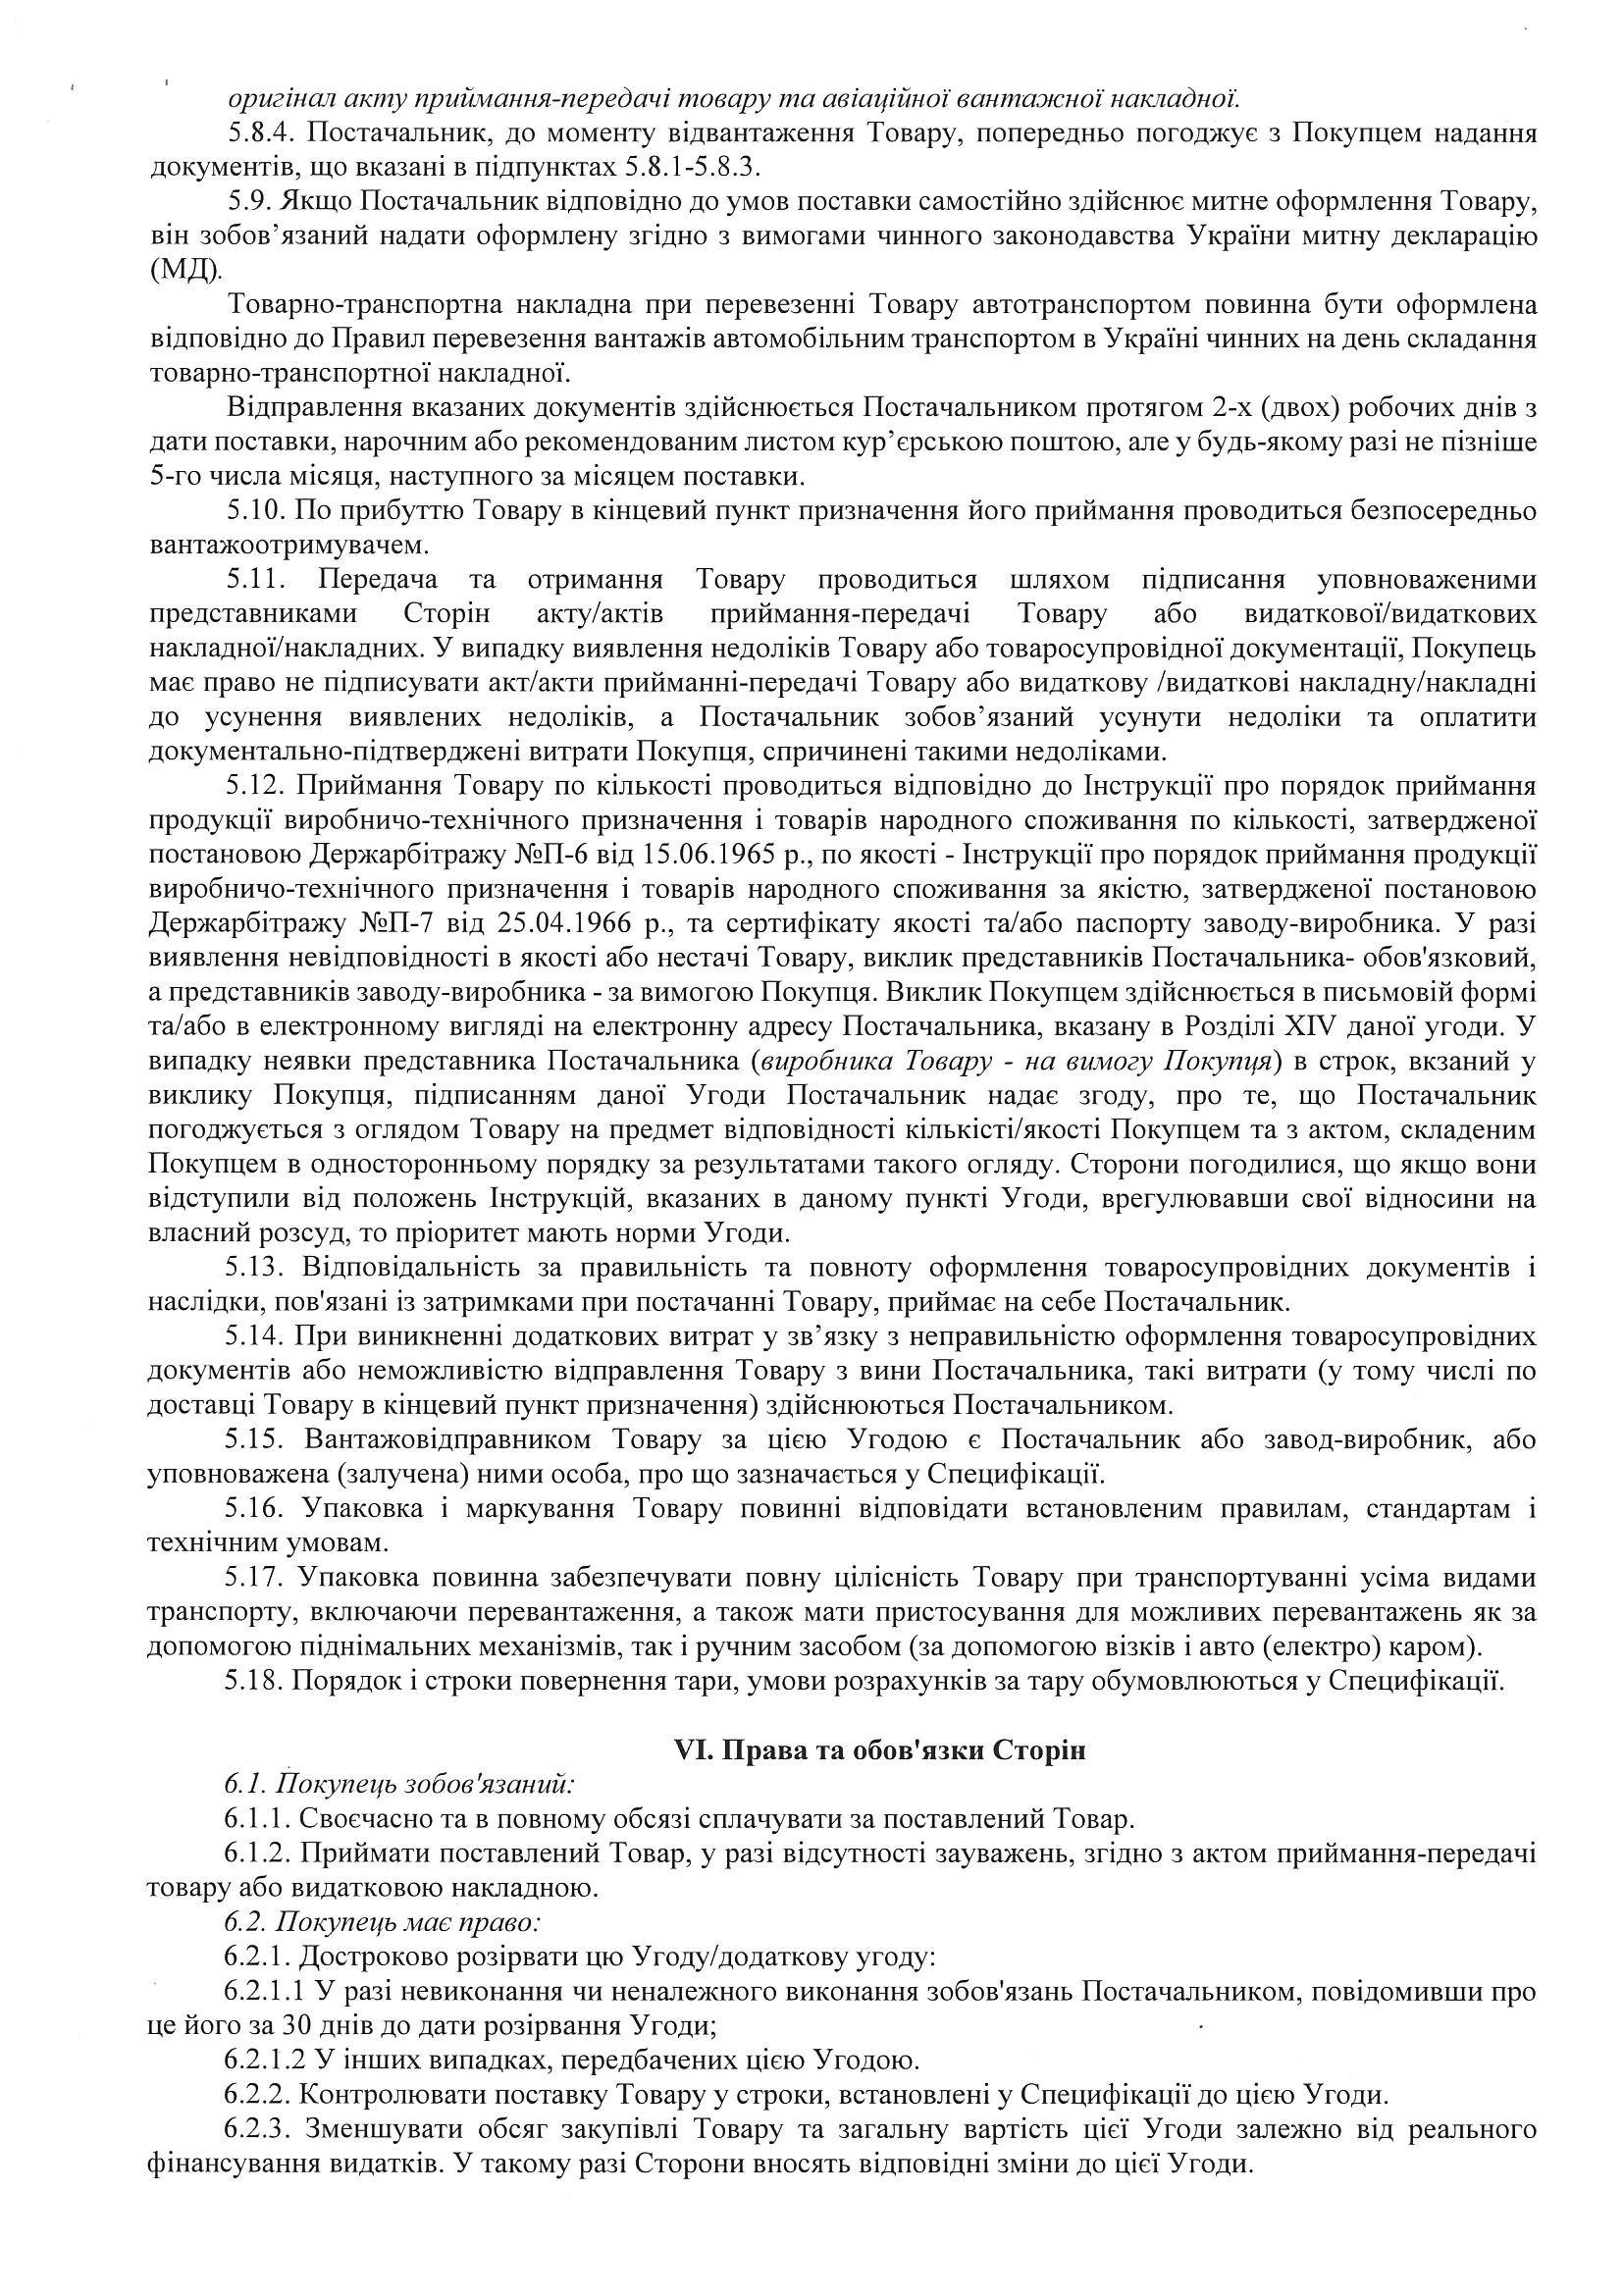 оригінал акту приймання-передачі товару та авіаційної вантажної накладної.
5.8.4. Постачальник, до моменту відвантаження Товару, попередньо погоджує з Покупцем надання
документів, що вказані в підпунктах 5.8.1-5.8.3.
5.9. Якщо Постачальник відповідно до умов поставки самостійно здійснює митне оформлення Товару,
він зобов’язаний надати оформлену згідно з вимогами чинного законодавства України митну декларацію
(МД).
Товарно-транспортна накладна при перевезенні Товару автотранспортом повинна бути оформлена
відповідно до Правил перевезення вантажів автомобільним транспортом в Україні чинних на день складання
товарно-транспортної накладної.
Відправлення вказаних документів здійснюється Постачальником протягом 2-х (двох) робочих днів з
дати поставки, нарочним або рекомендованим листом кур’єрською поштою, але у будь-якому разі не пізніше
5-го числа місяця, наступного за місяцем поставки.
5.10. По прибуттю Товару в кінцевий пункт призначення його приймання проводиться безпосередньо
вантажоотримувачем.
5.11. Передача та отримання Товару проводиться шляхом підписання уповноваженими
представниками Сторін акту/актів приймання-передачі Товару або видаткової/видаткових
накладної/накладних. У випадку виявлення недоліків Товару або товаросупровідної документації, Покупець
має право не підписувати акт/акти прийманні-передачі Товару або видаткову /видаткові накладну/накладні
до усунення виявлених недоліків, а Постачальник зобов’язаний усунути недоліки та оплатити
документально-підтверджені витрати Покупця, спричинені такими недоліками.
5.12. Приймання Товару по кількості проводиться відповідно до Інструкції про порядок приймання
продукції виробничо-технічного призначення і товарів народного споживання по кількості, затвердженої
постановою Держарбітражу №П-6 від 15.06.1965 р., по якості - Інструкції про порядок приймання продукції
виробничо-технічного призначення і товарів народного споживання за якістю, затвердженої постановою
Держарбітражу №П-7 від 25.04.1966 р., та сертифікату якості та/або паспорту заводу-виробника. У разі
виявлення невідповідності в якості або нестачі Товару, виклик представників Постачальника- обов'язковий,
а представників заводу-виробника - за вимогою Покупця. Виклик Покупцем здійснюється в письмовій формі
та/або в електронному вигляді на електронну адресу Постачальника, вказану в Розділі XIV даної угоди. У
випадку неявки представника Постачальника (виробника Товару - на вимогу Покупця) в строк, вкзаний у
виклику Покупця, підписанням даної Угоди Постачальник надає згоду, про те, що Постачальник
погоджується з оглядом Товару на предмет відповідності кількісті/якості Покупцем та з актом, складеним
Покупцем в односторонньому порядку за результатами такого огляду. Сторони погодилися, що якщо вони
відступили від положень Інструкцій, вказаних в даному пункті Угоди, врегулювавши свої відносини на
власний розсуд, то пріоритет мають норми Угоди.
5.13. Відповідальність за правильність та повноту оформлення товаросупровідних документів і
наслідки, пов'язані із затримками при постачанні Товару, приймає на себе Постачальник.
5.14. При виникненні додаткових витрат у зв’язку з неправильністю оформлення товаросупровідних
документів або неможливістю відправлення Товару з вини Постачальника, такі витрати (у тому числі по
доставці Товару в кінцевий пункт призначення) здійснюються Постачальником.
5.15. Вантажовідправником Товару за цією Угодою є Постачальник або завод-виробник, або
уповноважена (залучена) ними особа, про що зазначається у Специфікації.
5.16. Упаковка і маркування Товару повинні відповідати встановленим правилам, стандартам і
технічним умовам.
5.17. Упаковка повинна забезпечувати повну цілісність Товару при транспортуванні усіма видами
транспорту, включаючи перевантаження, а також мати пристосування для можливих перевантажень як за
допомогою піднімальних механізмів, так і ручним засобом (за допомогою візків і авто (електро) каром).
5.18. Порядок і строки повернення тари, умови розрахунків за тару обумовлюються у Специфікації.
VI. Права та обов'язки Сторін
6.1. Покупець зобов'язаний:
6.1.1. Своєчасно та в повному обсязі сплачувати за поставлений Товар.
6.1.2. Приймати поставлений Товар, у разі відсутності зауважень, згідно з актом приймання-передачі
товару або видатковою накладною.
6.2. Покупець має право:
6.2.1. Достроково розірвати цю Угоду/додаткову угоду:
6.2.1.1 У разі невиконання чи неналежного виконання зобов'язань Постачальником, повідомивши про
це його за 30 днів до дати розірвання Угоди;
6.2.1.2 У інших випадках, передбачених цією Угодою.
6.2.2. Контролювати поставку Товару у строки, встановлені у Специфікації до цією Угоди.
6.2.3. Зменшувати обсяг закупівлі Товару та загальну вартість цієї Угоди залежно від реального
фінансування видатків. У такому разі Сторони вносять відповідні зміни до цієї Угоди.